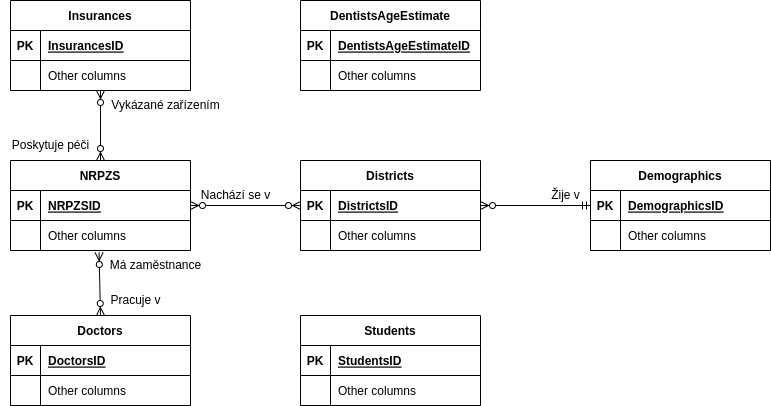 Insurances
PK InsurancesID
Other columns
DentistsAgeEstimate
PK DentistsAgeEstimateID
Other columns
Vykázané zařízením
Poskytuje péči
NRPZS
PK NRPZSID
Other columns
Nachází se v
Districts
PK DistrictsID
Other columns
Žije v
Demographics
PK DemographicsID
Other columns
Má zaměstnance
Pracuje v
Doctors
PK DoctorsID
Other columns
Students
PK StudentsID
Other columns